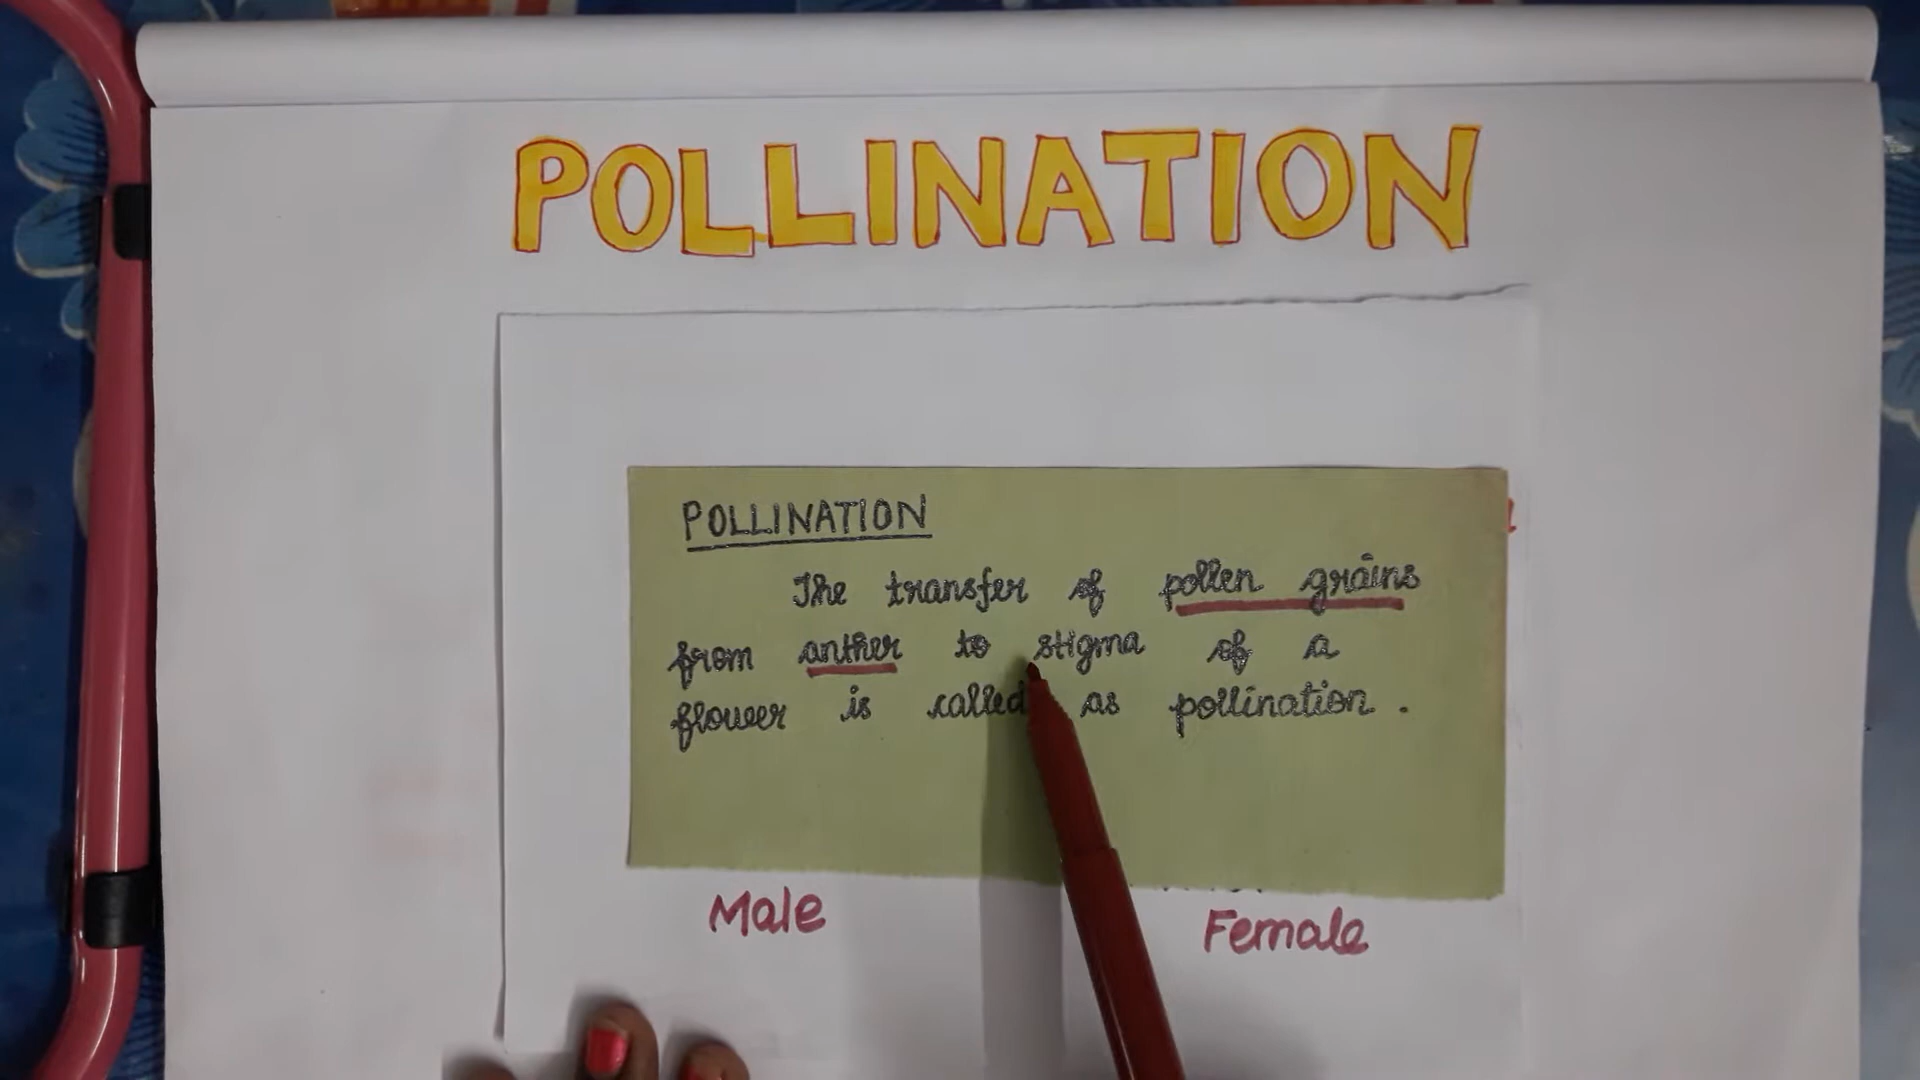 POLLINATION
POLLINATION
The transfer of pollen grains
from anther to stigma of a
flower is called as pollination.
Male
Female